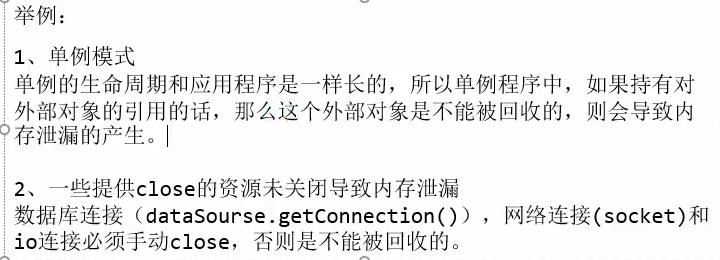 举例：
1、单例模式
单例的生命周期和应用程序是一样长的，所以单例程序中，如果持有对
外部对象的引用的话，那么这个外部对象是不能被回收的，则会导致内
存泄漏的产生。
2、一些提供close的资源未关闭导致内存泄漏
数据库连接（dataSourse.getConnection()），网络连接(socket)和
io连接必须手动close，否则是不能被回收的。